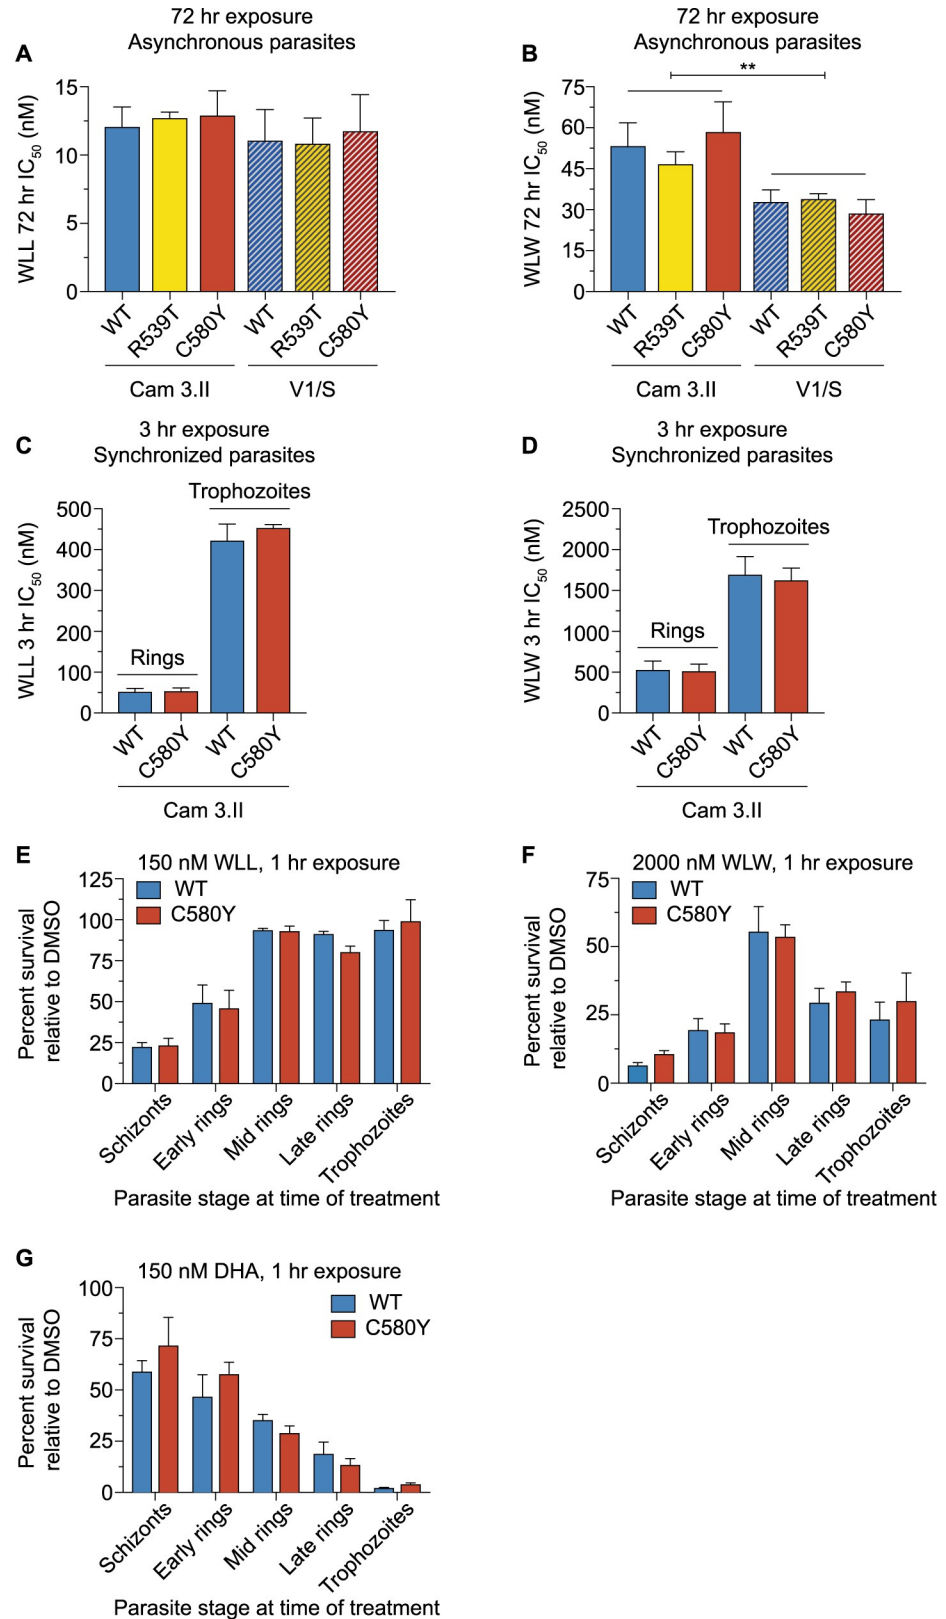 72 hr exposure
Asynchronous parasites
A
WLL 72 hr IC50 (nM)
15
10
5
0
WT
R539T
C580Y
WT
R539T
C580Y
Cam 3.II
V1/S
72 hr exposure
Asynchronous parasites
B
**
WLW 72 hr IC50 (nM)
75
60
45
30
15
0
WT
R539T
C580Y
WT
R539T
C580Y
Cam 3.II
V1/S
3 hr exposure
Synchronized parasites
C
Trophozoites
Rings
WLL 3 hr IC50 (nM)
500
400
300
200
100
0
WT
C580Y
WT
C580Y
Cam 3.II
3 hr exposure
Synchronized parasites
D
Trophozoites
Rings
WLW 3 hr IC50 (nM)
2500
2000
1500
1000
500
0
WT
C580Y
WT
C580Y
Cam 3.II
E
150 nM WLL, 1 hr exposure
WT
C580Y
Percent survival
relative to DMSO
125
100
75
50
25
0
Schizonts
Early rings
Mid rings
Late rings
Trophozoites
Parasite stage at time of treatment
F
2000 nM WLW, 1 hr exposure
WT
C580Y
Percent survival
relative to DMSO
75
50
25
0
Schizonts
Early rings
Mid rings
Late rings
Trophozoites
Parasite stage at time of treatment
G
150 nM DHA, 1 hr exposure
WT
C580Y
Percent survival
relative to DMSO
100
75
50
25
0
Schizonts
Early rings
Mid rings
Late rings
Trophozoites
Parasite stage at time of treatment